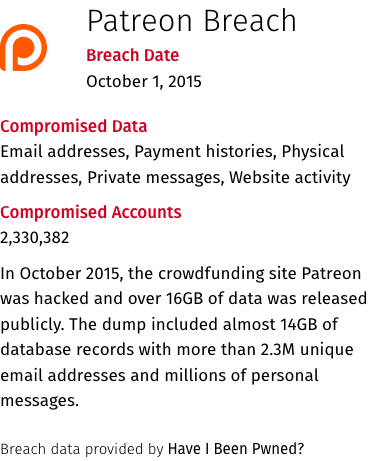 Patreon Breach
Breach Date
October 1, 2015
Compromised Data
Email addresses, Payment histories, Physical
addresses, Private messages, Website activity
Compromised Accounts
2,330,382
In October 2015, the crowdfunding site Patreon
was hacked and over 16GB of data was released
publicly. The dump included almost 14GB of
database records with more than 2.3M unique
email addresses and millions of personal
messages.
Breach data provided by Have I Been Pwned?